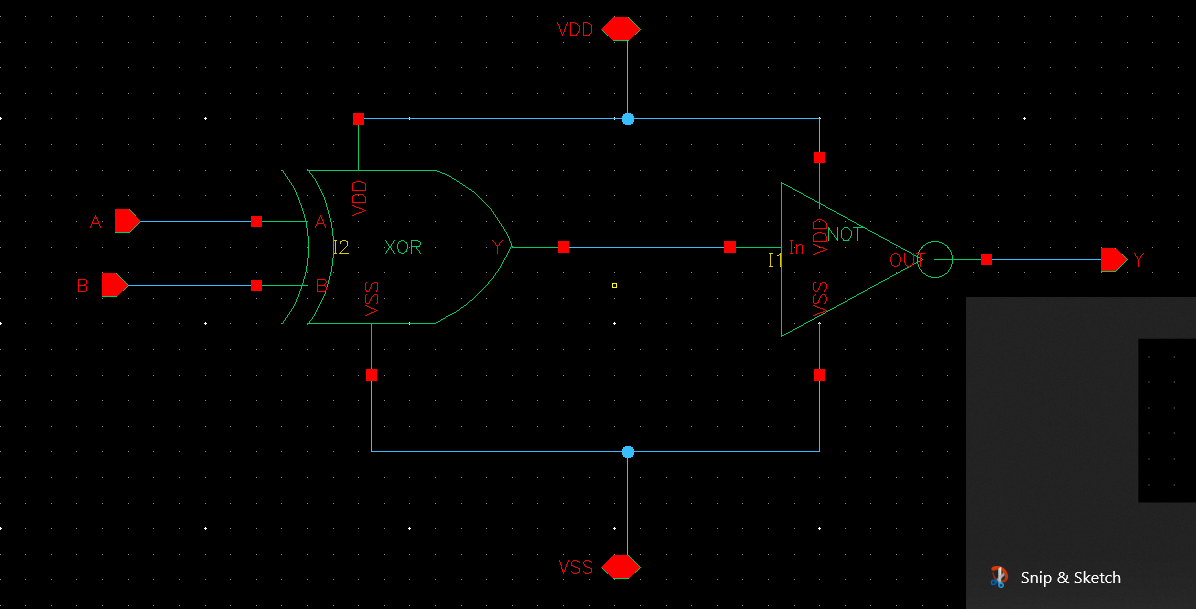 VDD
VDD
A
A
I2
XOR
Y
B
B
VSS
In
VDD
NOT
I1
OUT
VSS
Y
VSS
Snip & Sketch